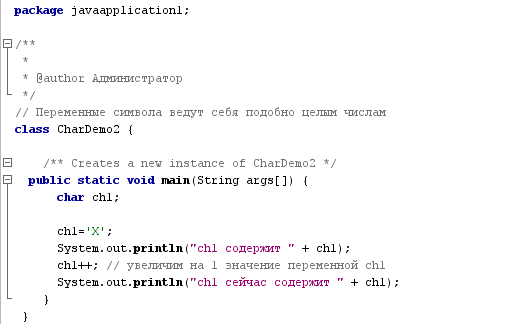 package javaapplication1;
/**
 *
 * @author Администратор
 */
// Переменные символа ведут себя подобно целым числам
class CharDemo2 {
    /** Creates a new instance of CharDemo2 */
  public static void main(String args[]) {
      char ch1;
      ch1='X';
      System.out.println("ch1 содержит " + ch1);
      ch1++; // увеличим на 1 значение переменной ch1
      System.out.println("ch1 сейчас содержит " + ch1);
    }
 }